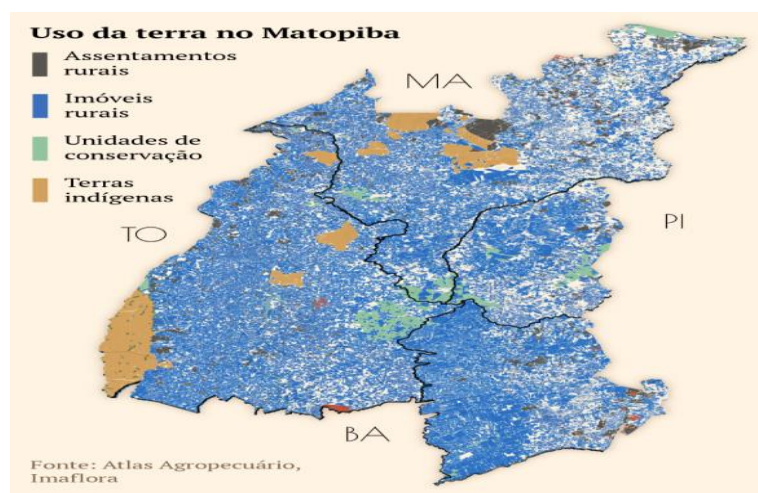 Uso da terra no Matopiba
Assentamentos
rurais
Imóveis
rurais
Unidades de
conservação
Terras
indígenas
MA
PI
TO
BA
Fonte: Atlas Agropecuário,
Imaflora